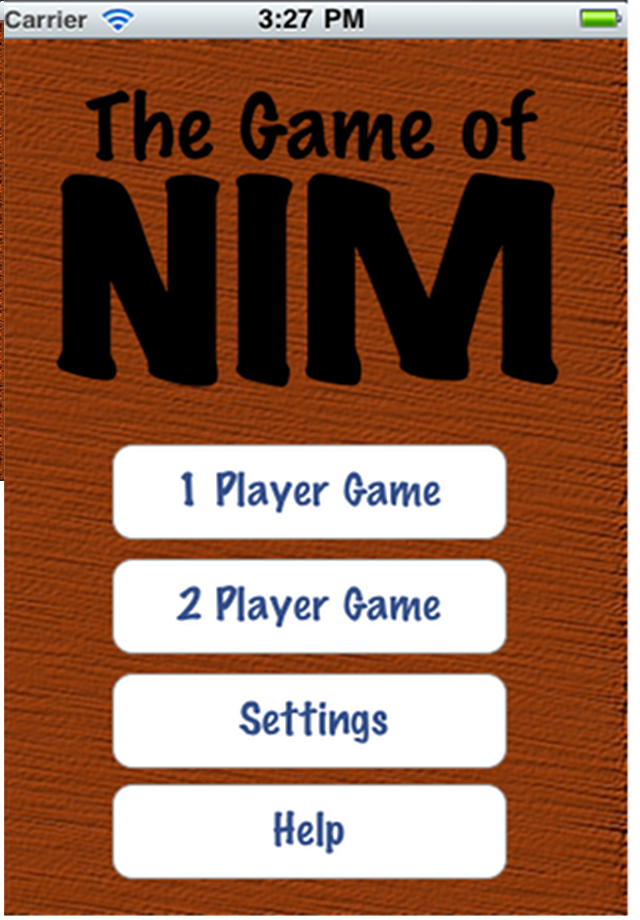 Carrier 3:27 PM
The Game of
NIM
1 Player Game
2 Player Game
Settings
Help